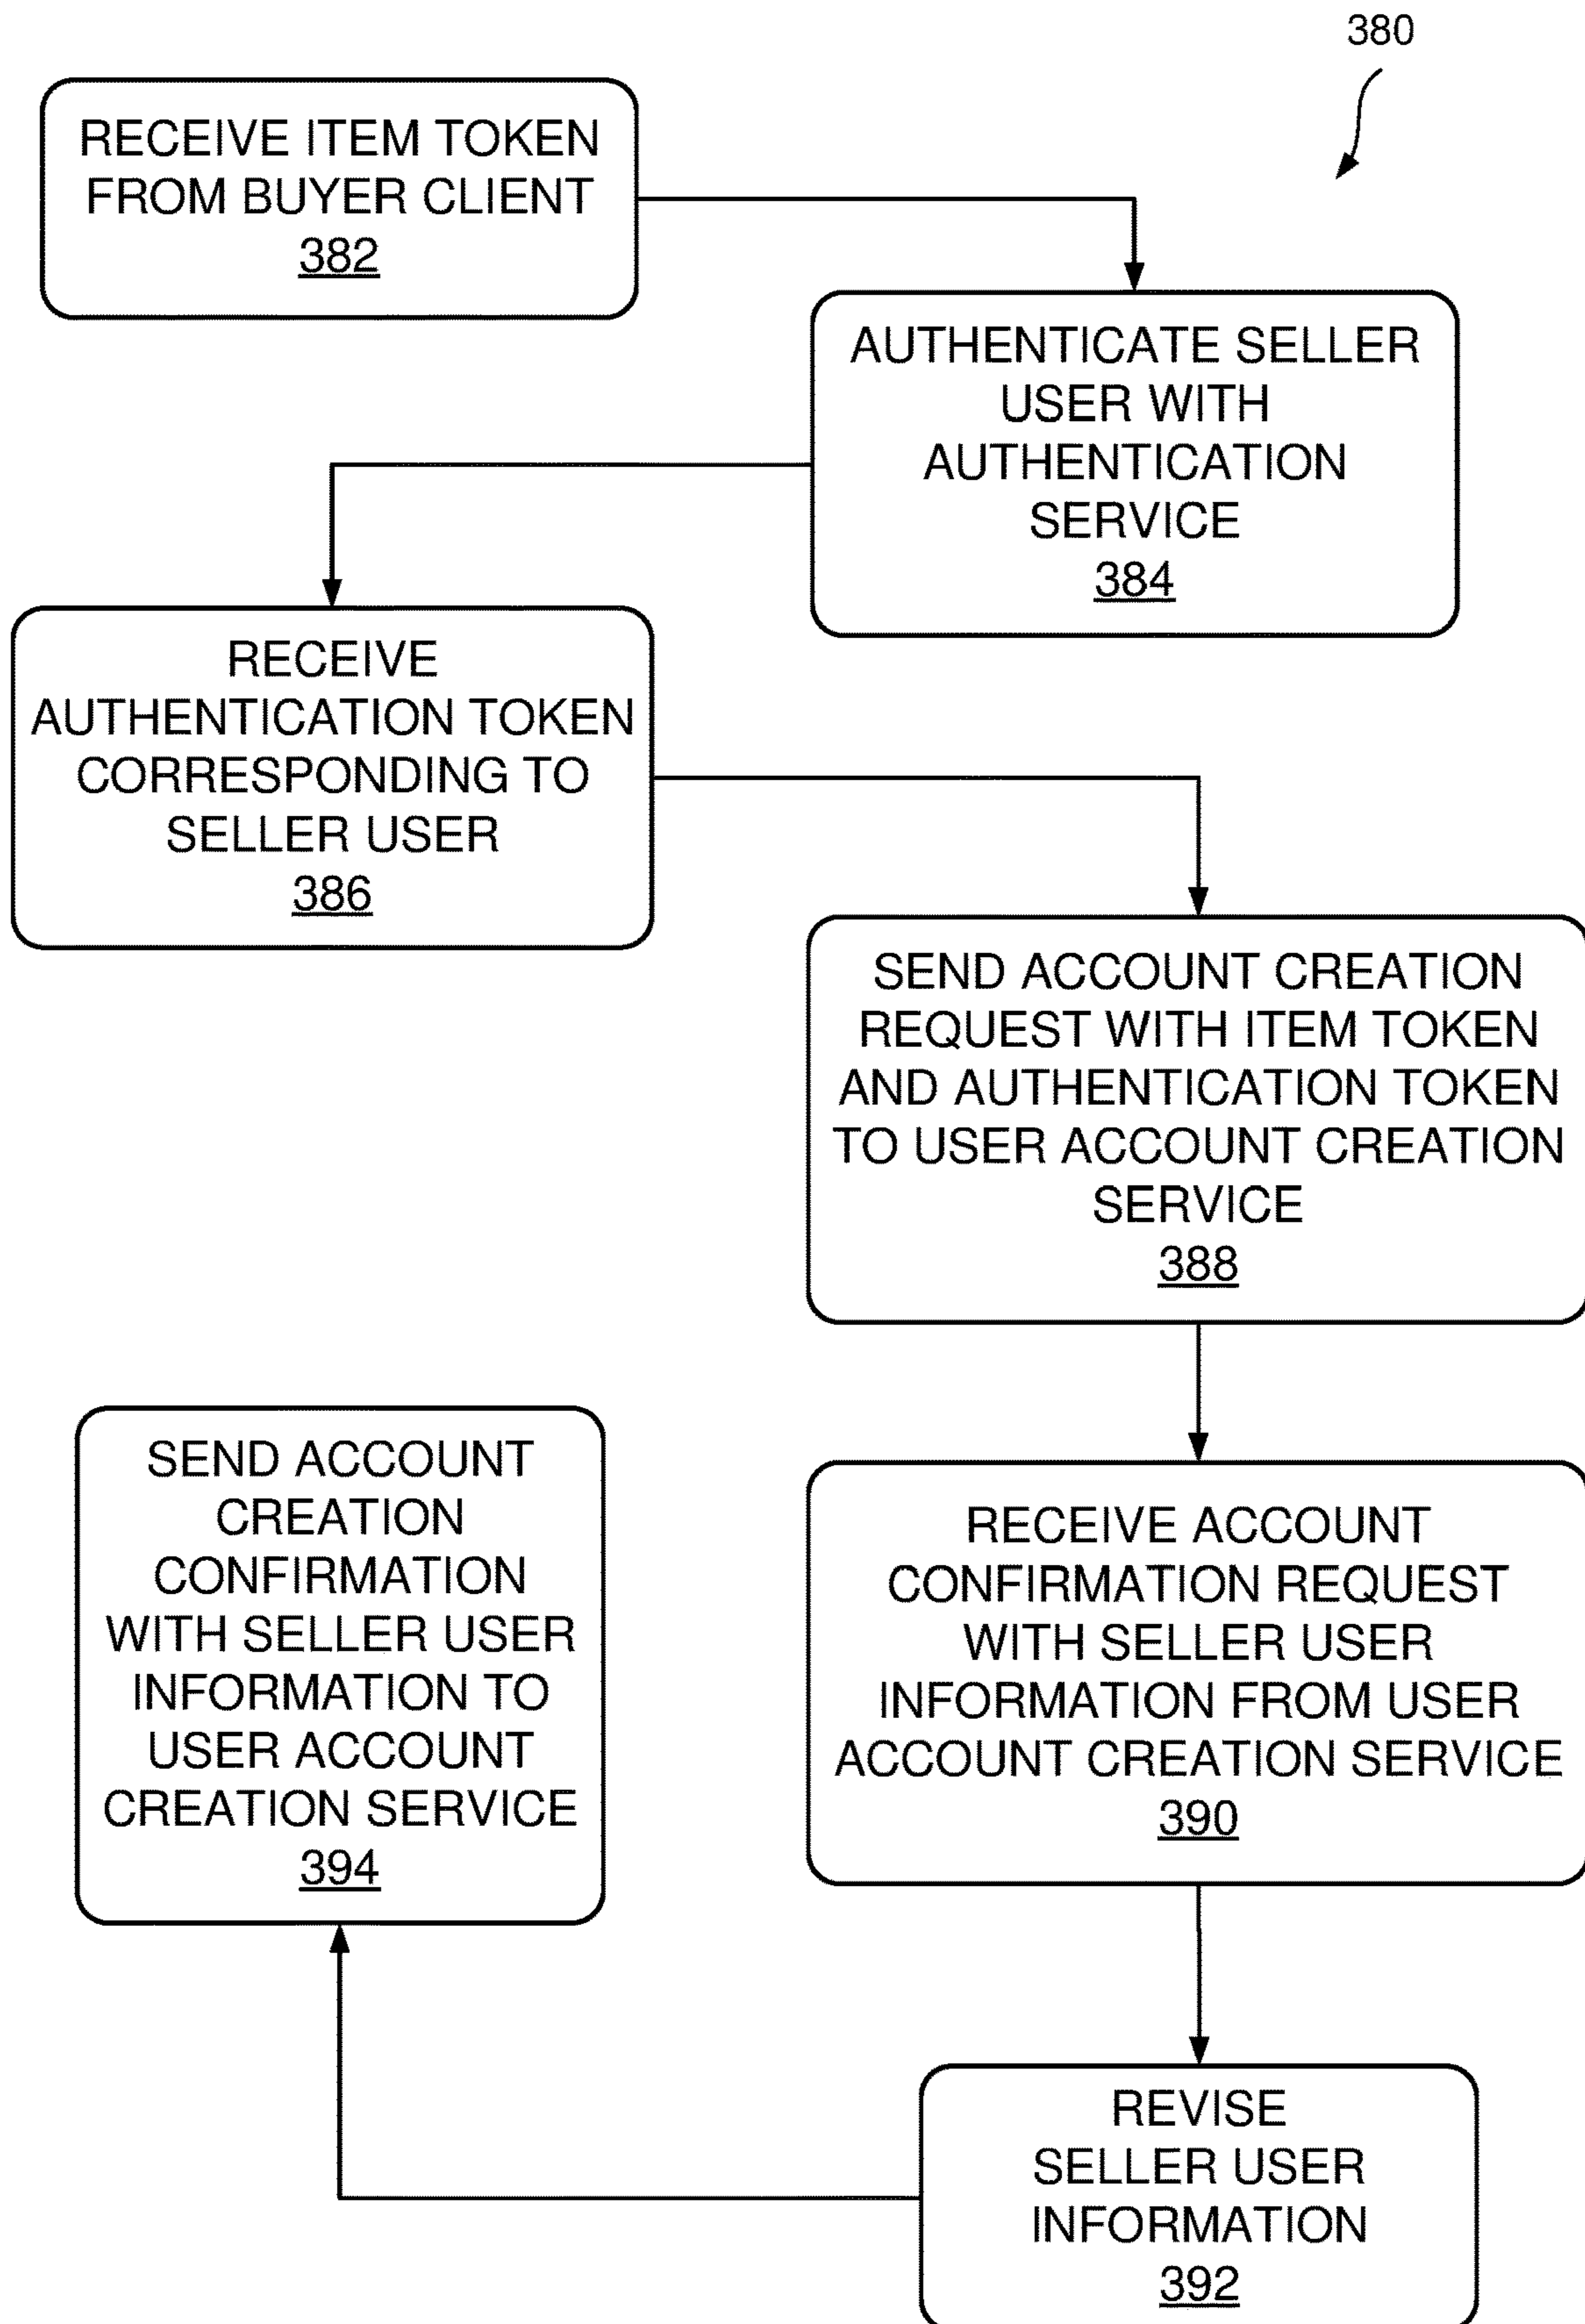 380
RECEIVE ITEM TOKEN
FROM BUYER CLIENT
382
AUTHENTICATE SELLER
USER WITH
AUTHENTICATION
SERVICE
384
RECEIVE
AUTHENTICATION TOKEN
CORRESPONDING TO
SELLER USER
386
SEND ACCOUNT CREATION
REQUEST WITH ITEM TOKEN
AND AUTHENTICATION TOKEN
TO USER ACCOUNT CREATION
SERVICE
388
RECEIVE ACCOUNT
CONFIRMATION REQUEST
WITH SELLER USER
INFORMATION FROM USER
ACCOUNT CREATION SERVICE
390
REVISE
SELLER USER
INFORMATION
392
SEND ACCOUNT
CREATION
CONFIRMATION
WITH SELLER USER
INFORMATION TO
USER ACCOUNT
CREATION SERVICE
394